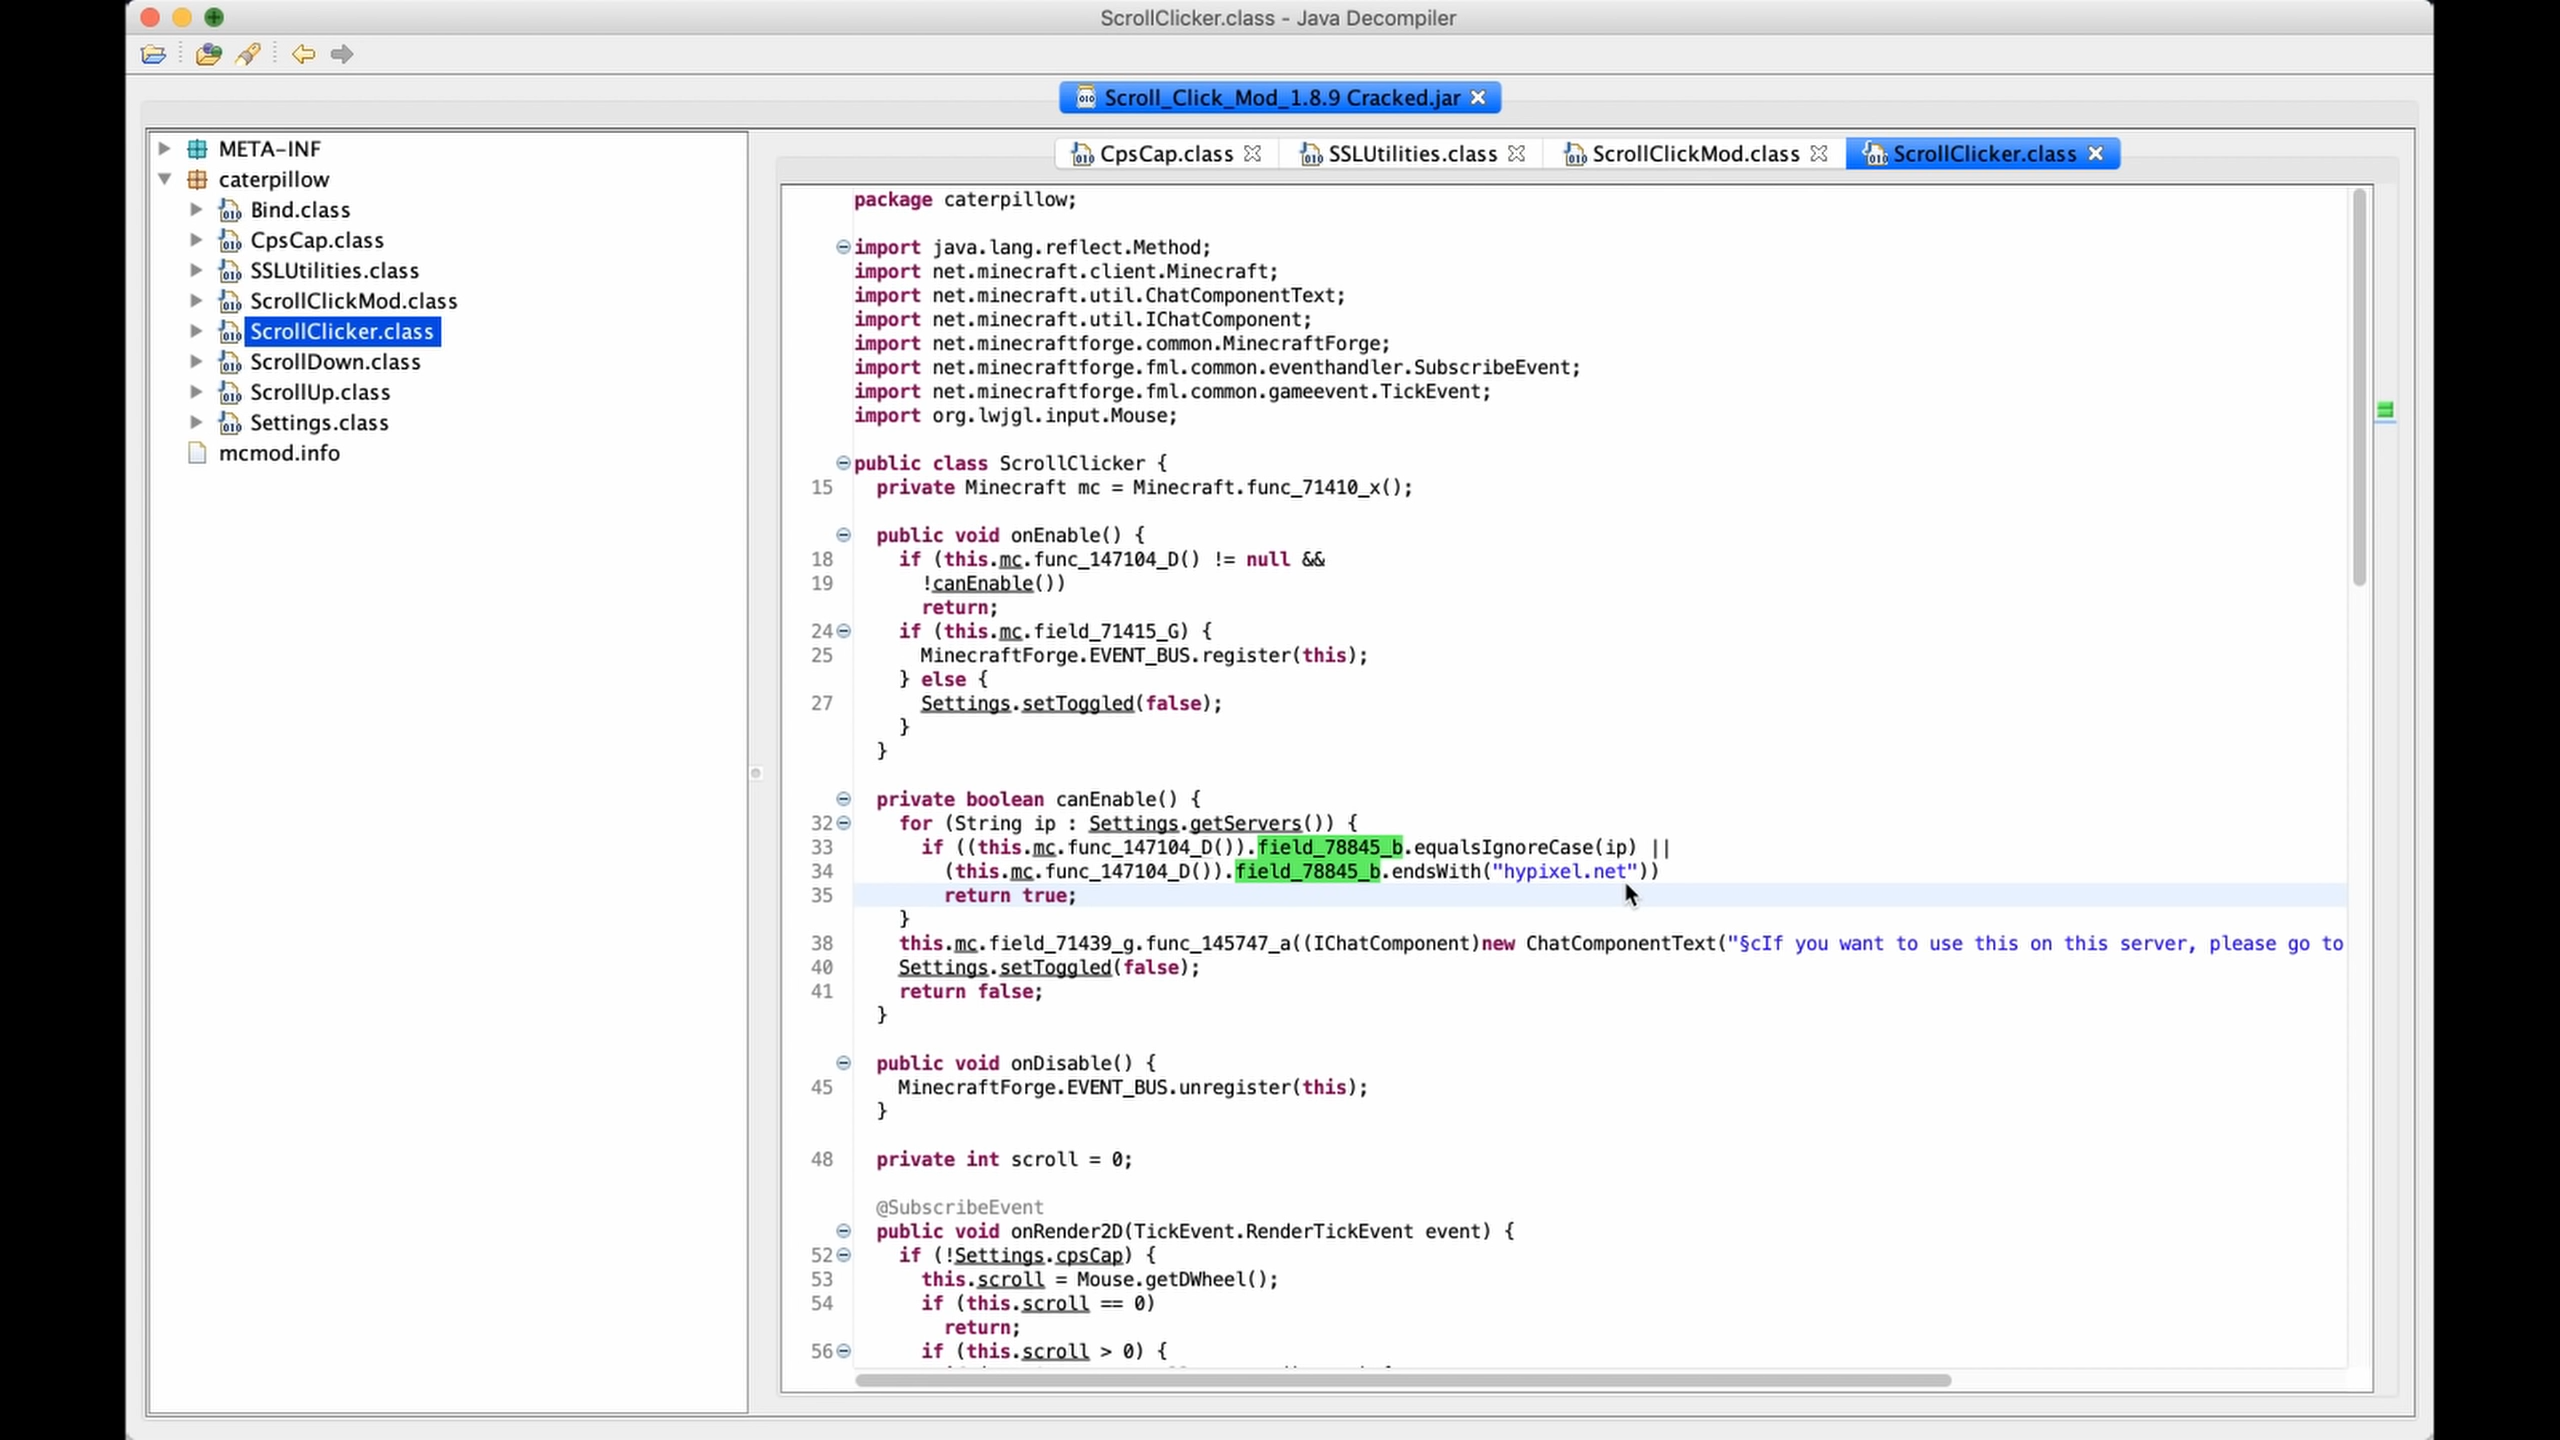 ScrollClicker.class - Java Decompiler
Scroll_Click_Mod_1.8.9 Cracked.jar
META-INF
caterpillow
Bind.class
CpsCap.class
SSLUtilities.class
ScrollClickMod.class
ScrollClicker.class
ScrollDown.class
ScrollUp.class
Settings.class
mcmod.info
CpsCap.class SSLUtilities.class ScrollClickMod.class ScrollClicker.class
package caterpillow;
import java.lang.reflect.Method;
import net.minecraft.client.Minecraft;
import net.minecraft.util.ChatComponentText;
import net.minecraft.util.IChatComponent;
import net.minecraftforge.common.MinecraftForge;
import net.minecraftforge.fml.common.eventhandler.SubscribeEvent;
import net.minecraftforge.fml.common.gameevent.TickEvent;
import org.lwjgl.input.Mouse;
public class ScrollClicker {
15 private Minecraft mc = Minecraft.func_71410_x();
public void onEnable() {
18 if (this.mc.func_147104_D() != null &&
19 !canEnable())
return;
24 if (this.mc.field_71415_G) {
25 MinecraftForge.EVENT_BUS.register(this);
} else {
27 Settings.setToggled(false);
}
}
private boolean canEnable() {
32 for (String ip : Settings.getServers()) {
33 if ((this.mc.func_147104_D()).field_78845_b.equalsIgnoreCase(ip) ||
34 (this.mc.func_147104_D()).field_78845_b.endsWith("hypixel.net"))
35 return true;
}
38 this.mc.field_71439_g.func_145747_a((IChatComponent)new ChatComponentText("§cIf you want to use this on this server, please go to
40 Settings.setToggled(false);
41 return false;
}
public void onDisable() {
45 MinecraftForge.EVENT_BUS.unregister(this);
}
48 private int scroll = 0;
@SubscribeEvent
public void onRender2D(TickEvent.RenderTickEvent event) {
52 if (!Settings.cpsCap) {
53 this.scroll = Mouse.getDWheel();
54 if (this.scroll == 0)
return;
56 if (this.scroll > 0) {